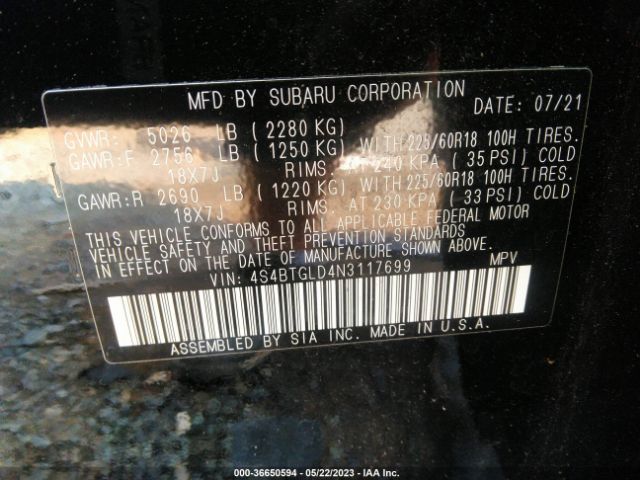 MFD BY SUBARU CORPORATION DATE: 07/21
GVWR: 5026 LB (2280 KG)
GAWR:F 2756 LB (1250 KG) WITH 225/60R18 100H TIRES.
18X7J RIMS. AT 240 KPA (35 PSI) COLD
GAWR:R 2690 LB (1220 KG) WITH 225/60R18 100H TIRES.
18X7J RIMS. AT 230 KPA (33 PSI) COLD
THIS VEHICLE CONFORMS TO ALL APPLICABLE FEDERAL MOTOR
VEHICLE SAFETY AND THEFT PREVENTION STANDARDS
IN EFFECT ON THE DATE OF MANUFACTURE SHOWN ABOVE.
VIN: 4S4BTGLD4N3117699 MPV
ASSEMBLED BY SIA INC. MADE IN U.S.A.
000-36650594 - 05/22/2023 - IAA Inc.